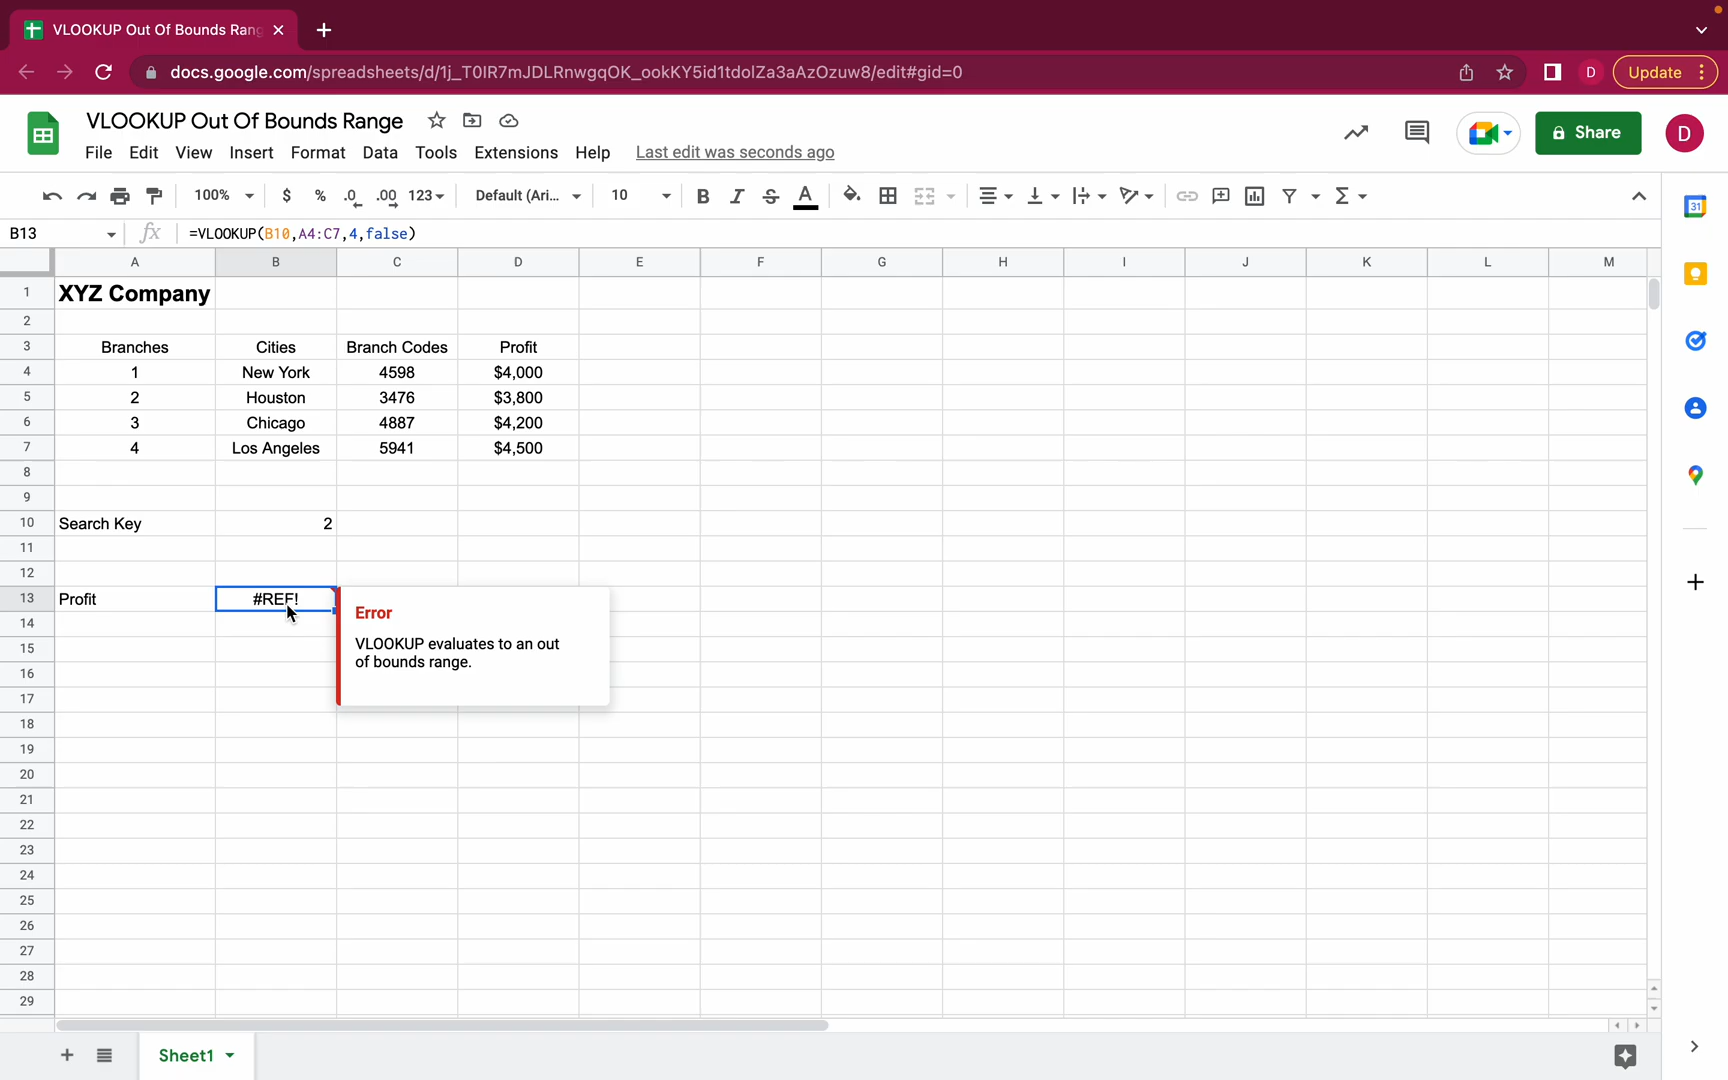 VLOOKUP Out Of Bounds Rang
docs.google.com/spreadsheets/d/1j_T0IR7mJDLRnwgqOK_ookKY5id1tdolZa3aAzOzuw8/edit#gid=0
D
Update
VLOOKUP Out Of Bounds Range
Share
D
File Edit View Insert Format Data Tools Extensions Help Last edit was seconds ago
100% $ % .0 .00 123 Default (Ari... 10 B I S A Σ
31
B13 fx =VLOOKUP(B10,A4:C7,4,false)
A B C D E F G H I J K L M
1 XYZ Company
2
3 Branches Cities Branch Codes Profit
4 1 New York 4598 $4,000
5 2 Houston 3476 $3,800
6 3 Chicago 4887 $4,200
7 4 Los Angeles 5941 $4,500
8
9
10 Search Key 2
11
12
13 Profit #REF!
Error
VLOOKUP evaluates to an out
of bounds range.
14
15
16
17
18
19
20
21
22
23
24
25
26
27
28
29
Sheet1